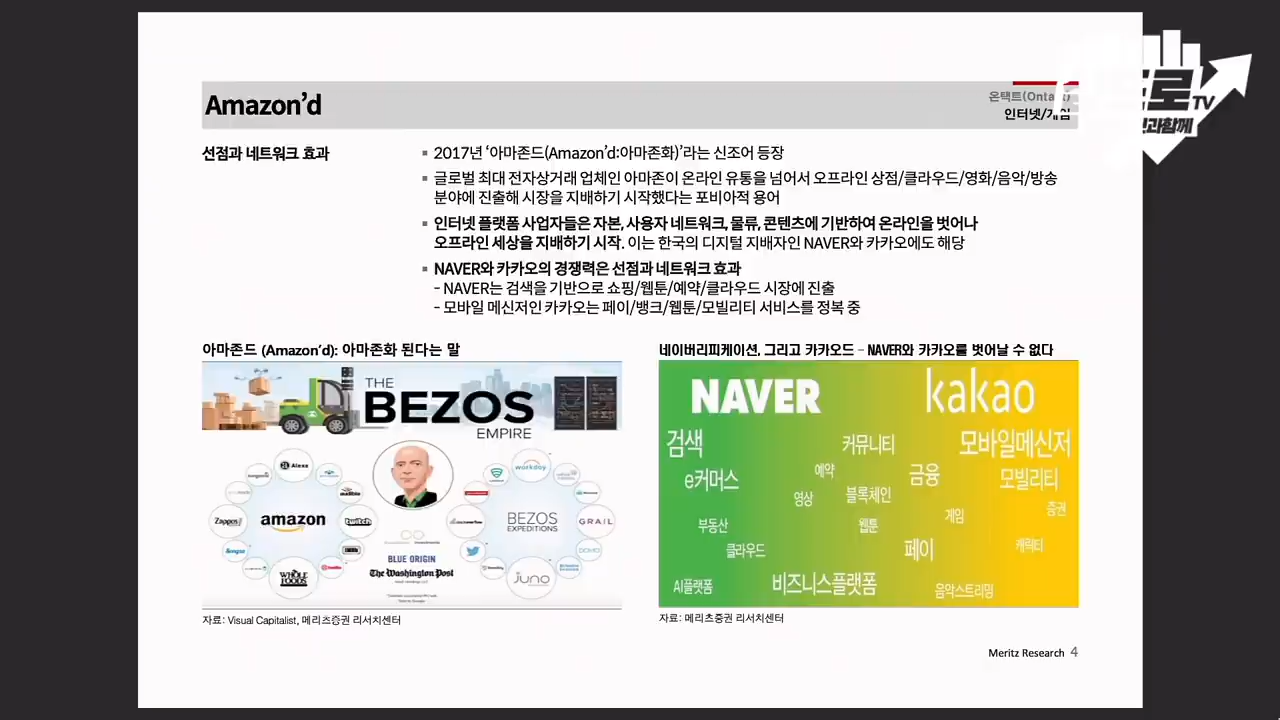 Amazon’d
온택트(Onta
인터넷/게임
TV
선점과 네트워크 효과
▪ 2017년 ‘아마존드(Amazon’d:아마존화)’라는 신조어 등장
▪ 글로벌 최대 전자상거래 업체인 아마존이 온라인 유통을 넘어서 오프라인 상점/클라우드/영화/음악/방송
분야에 진출해 시장을 지배하기 시작했다는 포비아적 용어
▪ 인터넷 플랫폼 사업자들은 자본, 사용자 네트워크, 물류, 콘텐츠에 기반하여 온라인을 벗어나
오프라인 세상을 지배하기 시작. 이는 한국의 디지털 지배자인 NAVER와 카카오에도 해당
▪ NAVER와 카카오의 경쟁력은 선점과 네트워크 효과
- NAVER는 검색을 기반으로 쇼핑/웹툰/예약/클라우드 시장에 진출
- 모바일 메신저인 카카오는 페이/뱅크/웹툰/모빌리티 서비스를 정복 중
아마존드 (Amazon’d): 아마존화 된다는 말
THE
BEZOS
EMPIRE
Alexa
audible
Zappos
amazon
twitch
WHOLE FOODS
BLUE ORIGIN
The Washington Post
workday
BEZOS
EXPEDITIONS
GRAIL
DOMO
juno
자료: Visual Capitalist, 메리츠증권 리서치센터
네이버리피케이션, 그리고 카카오드 – NAVER와 카카오를 벗어날 수 없다
NAVER kakao
검색 커뮤니티 모바일메신저
e커머스 예약 금융 모빌리티
영상 블록체인 게임 증권
부동산 웹툰
클라우드 페이 캐릭터
AI플랫폼 비즈니스플랫폼 음악스트리밍
자료: 메리츠증권 리서치센터
Meritz Research 4